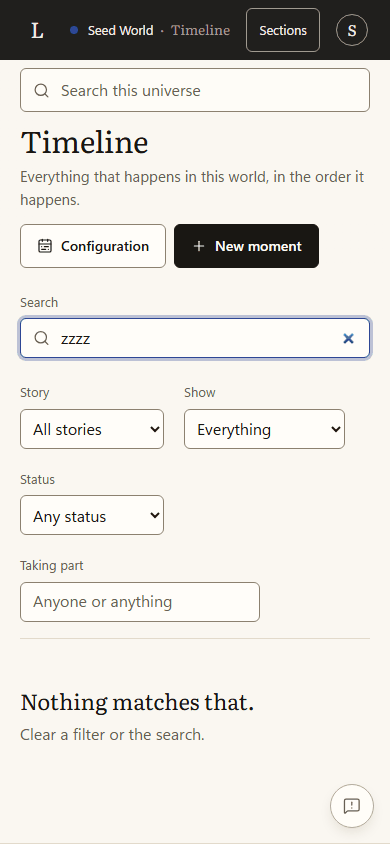 L Seed World · Timeline Sections S
Search this universe
Timeline
Everything that happens in this world, in the order it
happens.
Configuration New moment
Search
zzzz
Story Show
All stories Everything
Status
Any status
Taking part
Anyone or anything
Nothing matches that.
Clear a filter or the search.